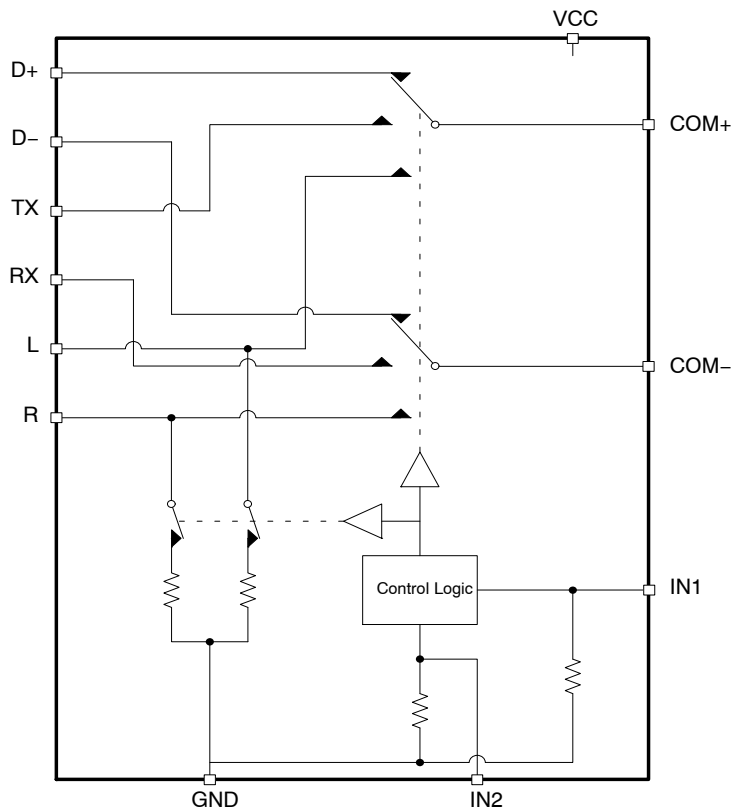 VCC
D+
COM+
D−
TX
RX
L
COM−
R
Control Logic
IN1
GND
IN2